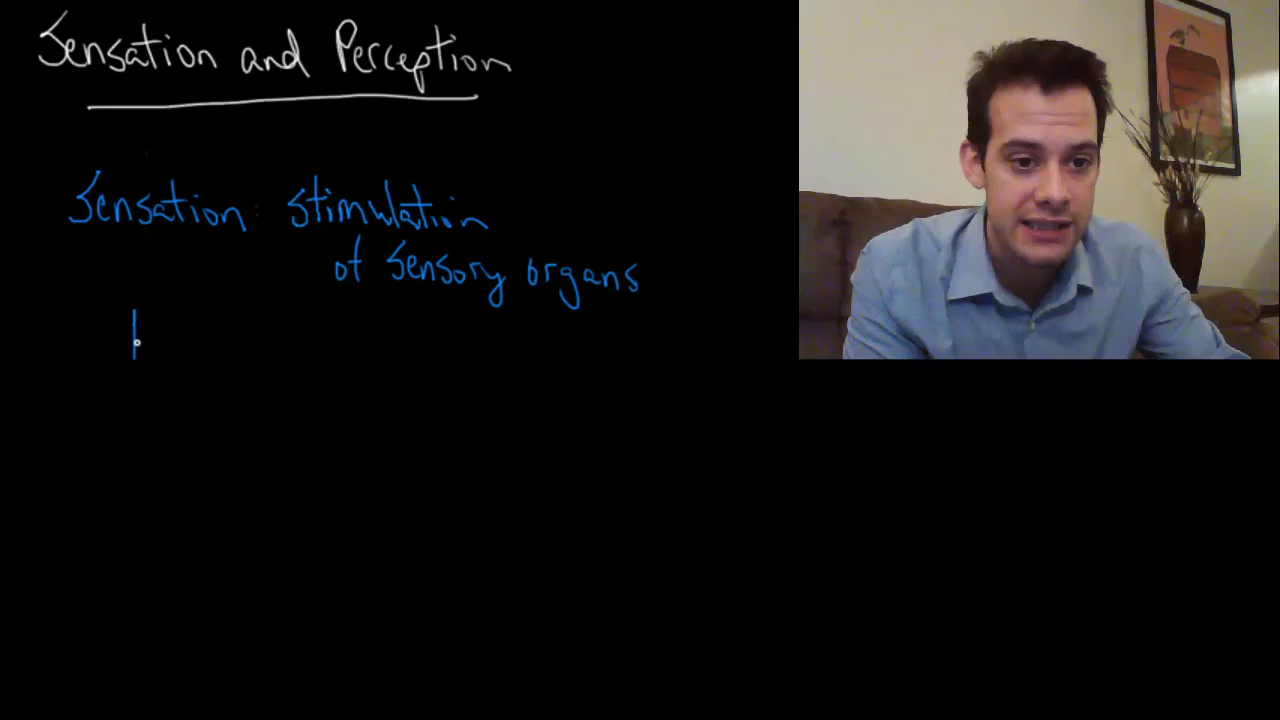 Sensation and Perception
Sensation: stimulation
of sensory organs